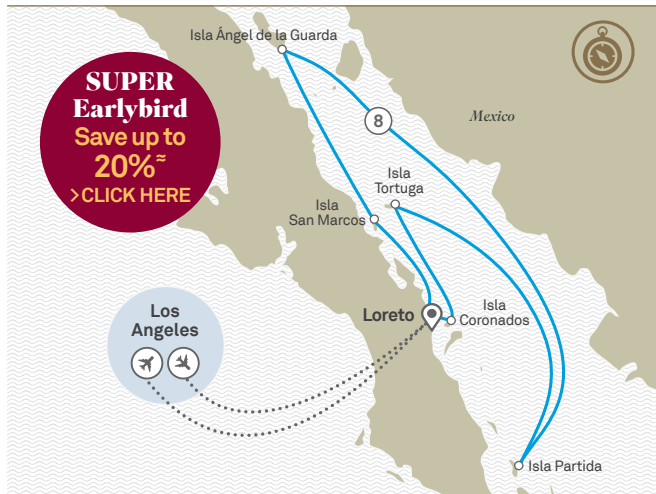 Isla Ángel de la Guarda
SUPER
Earlybird
Save up to
20%≈
>CLICK HERE
8
Mexico
Isla
Tortuga
Isla
San Marcos
Los
Angeles
Loreto
Isla
Coronados
Isla Partida